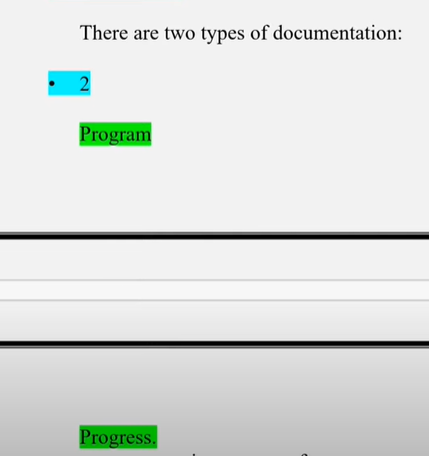 There are two types of documentation:
• 2
Program
Progress.